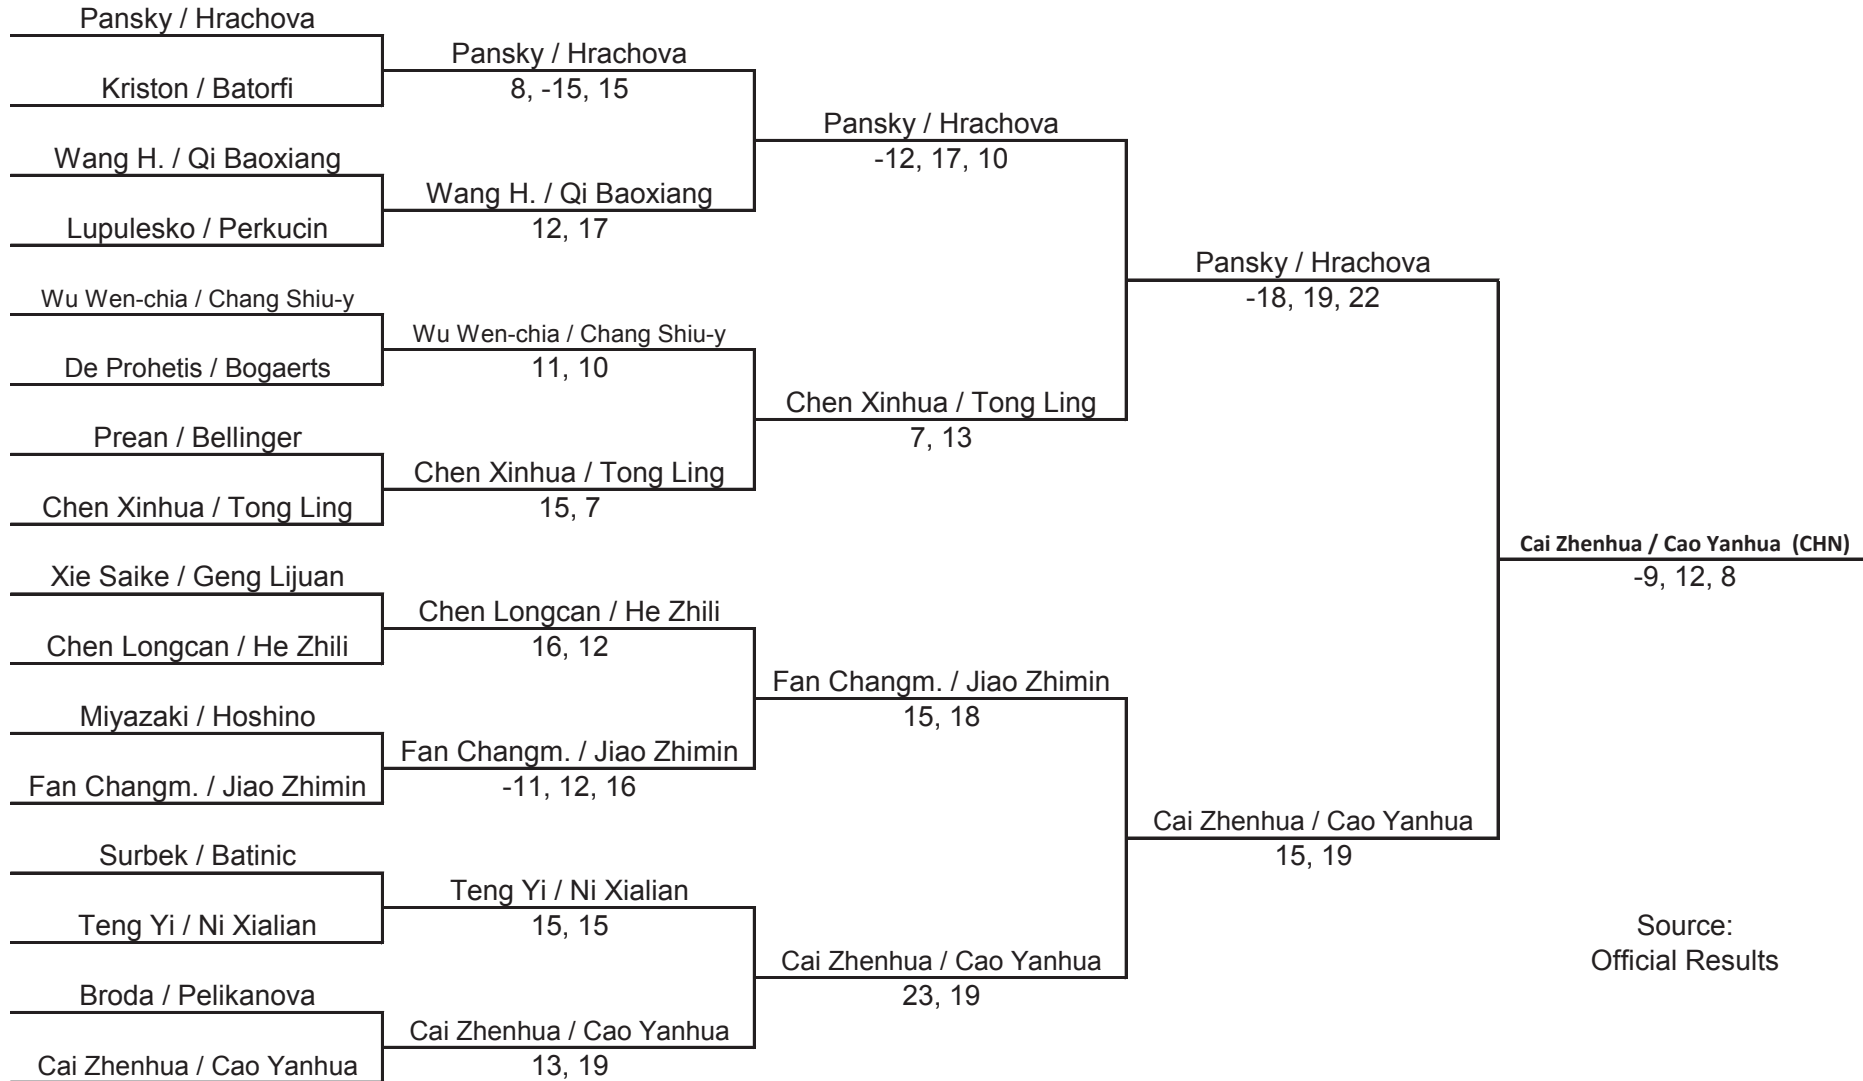 Pansky / Hrachova
Kriston / Batorfi
Wang H. / Qi Baoxiang
Lupulesko / Perkucin
Wu Wen-chia / Chang Shiu-y
De Prohetis / Bogaerts
Prean / Bellinger
Chen Xinhua / Tong Ling
Xie Saike / Geng Lijuan
Chen Longcan / He Zhili
Miyazaki / Hoshino
Fan Changm. / Jiao Zhimin
Surbek / Batinic
Teng Yi / Ni Xialian
Broda / Pelikanova
Cai Zhenhua / Cao Yanhua
Pansky / Hrachova
8, -15, 15
Wang H. / Qi Baoxiang
12, 17
Wu Wen-chia / Chang Shiu-y
11, 10
Chen Xinhua / Tong Ling
15, 7
Chen Longcan / He Zhili
16, 12
Fan Changm. / Jiao Zhimin
-11, 12, 16
Teng Yi / Ni Xialian
15, 15
Cai Zhenhua / Cao Yanhua
13, 19
Pansky / Hrachova
-12, 17, 10
Chen Xinhua / Tong Ling
7, 13
Fan Changm. / Jiao Zhimin
15, 18
Cai Zhenhua / Cao Yanhua
23, 19
Pansky / Hrachova
-18, 19, 22
Cai Zhenhua / Cao Yanhua
15, 19
Cai Zhenhua / Cao Yanhua (CHN)
-9, 12, 8
Source:
Official Results